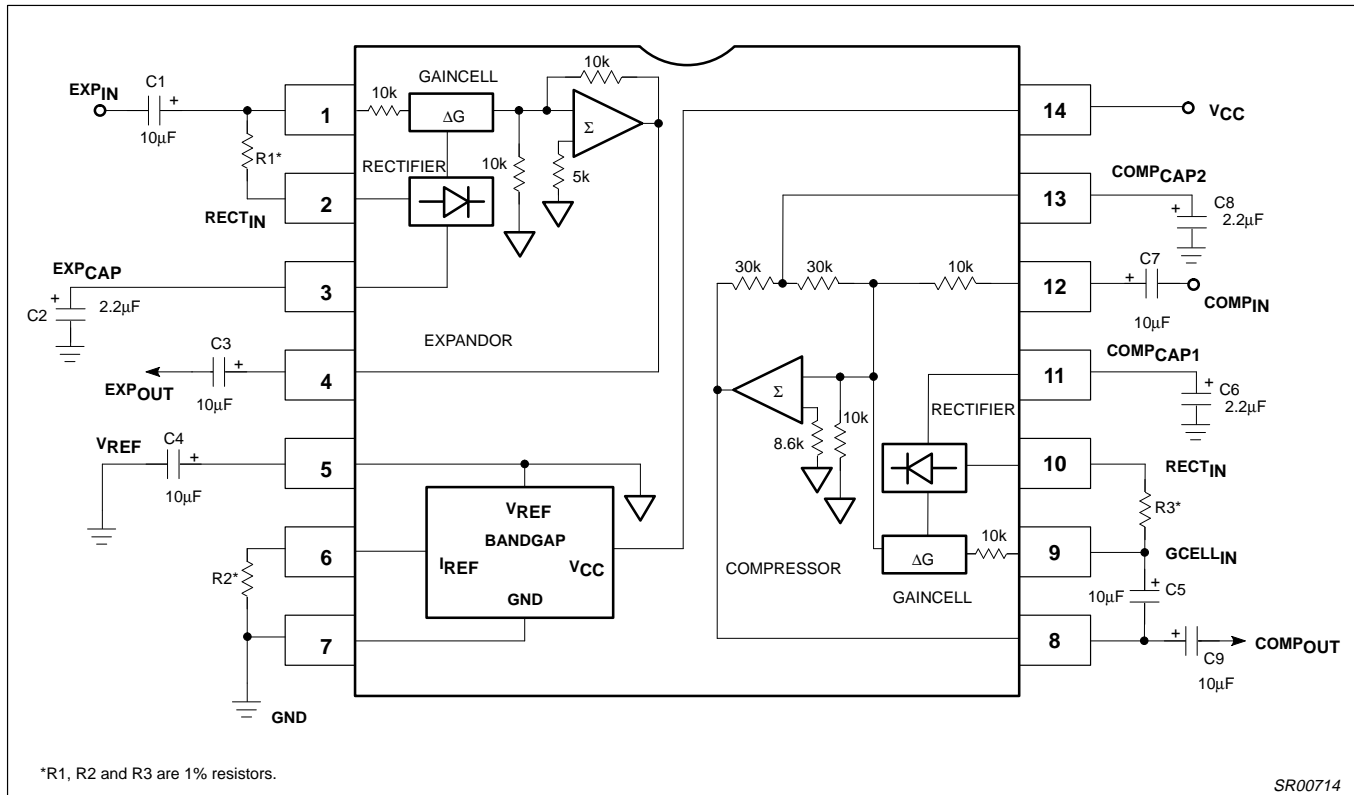 EXPIN
C1
+
10µF
R1*
1
2
RECTIN
EXPCAP
+
C2
2.2µF
3
C3
+
EXPOUT
10µF
4
VREF
C4
+
10µF
5
6
R2*
7
GND
GAINCELL
10k
10k
ΔG
Σ
RECTIFIER
10k
5k
EXPANDOR
VREF
BANDGAP
IREF
VCC
GND
14
VCC
13
COMPCAP2
+
C8
2.2µF
30k
30k
10k
12
+
C7
COMPIN
10µF
COMPCAP1
11
+
C6
2.2µF
Σ
RECTIFIER
10k
8.6k
10
RECTIN
R3*
10k
9
GCELLIN
COMPRESSOR
ΔG
GAINCELL
+
10µF
C5
8
+
C9
COMPOUT
10µF
*R1, R2 and R3 are 1% resistors.
SR00714